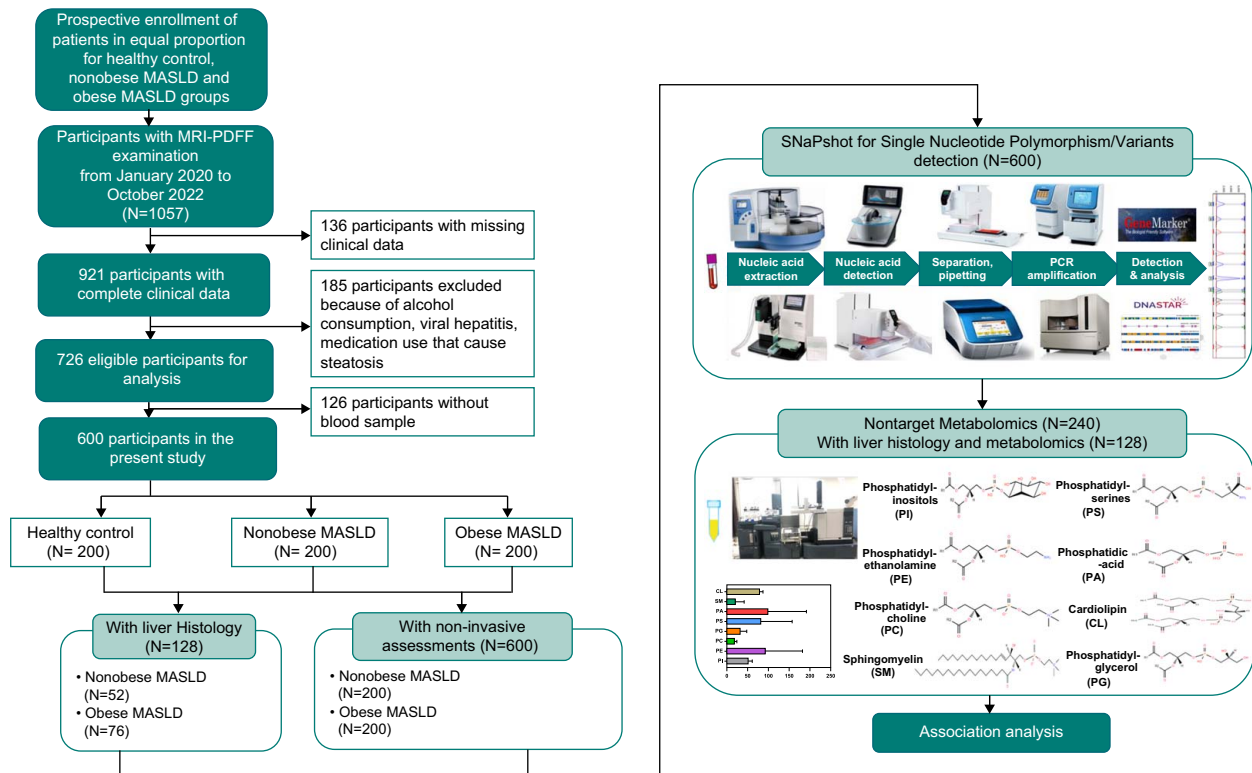 Prospective enrollment of
patients in equal proportion
for healthy control,
nonobese MASLD and
obese MASLD groups
Participants with MRI-PDFF
examination
from January 2020 to
October 2022
(N=1057)
136 participants with missing
clinical data
921 participants with
complete clinical data
185 participants excluded
because of alcohol
consumption, viral hepatitis,
medication use that cause
steatosis
726 eligible participants for
analysis
126 participants without
blood sample
600 participants in the
present study
Healthy control
(N= 200)
Nonobese MASLD
(N= 200)
Obese MASLD
(N= 200)
With liver Histology
(N=128)
• Nonobese MASLD
(N=52)
• Obese MASLD
(N=76)
With non-invasive
assessments (N=600)
• Nonobese MASLD
(N=200)
• Obese MASLD
(N=200)
SNaPshot for Single Nucleotide Polymorphism/Variants
detection (N=600)
GeneMarker
The Biologist Friendly Software
Nucleic acid
extraction
Nucleic acid
detection
Separation,
pipetting
PCR
amplification
Detection
& analysis
DNASTAR
Nontarget Metabolomics (N=240)
With liver histology and metabolomics (N=128)
Phosphatidyl-
inositols
(PI)
Phosphatidyl-
serines
(PS)
Phosphatidyl-
ethanolamine
(PE)
Phosphatidic
-acid
(PA)
Phosphatidyl-
choline
(PC)
Cardiolipin
(CL)
Sphingomyelin
(SM)
Phosphatidyl-
glycerol
(PG)
CL
SM
PA
PS
PG
PC
PE
PI
0 50 100 150 200 250
Association analysis